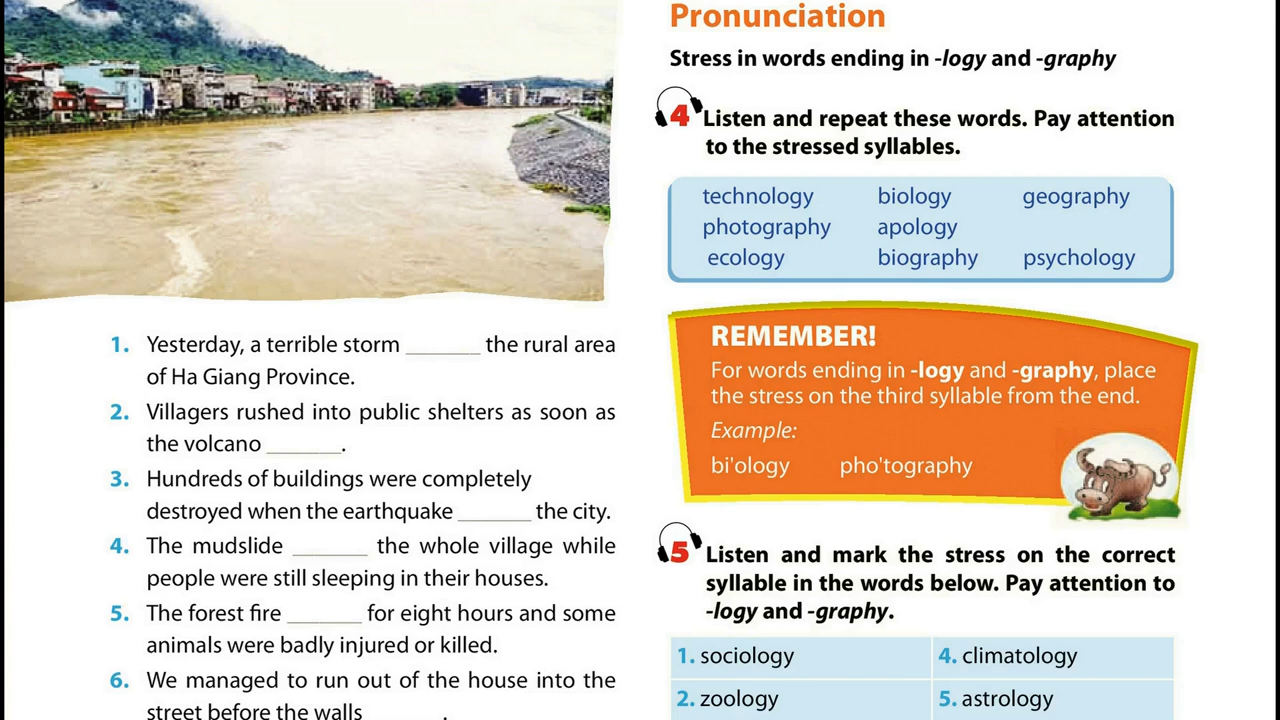 1. Yesterday, a terrible storm _______ the rural area
of Ha Giang Province.
2. Villagers rushed into public shelters as soon as
the volcano _______.
3. Hundreds of buildings were completely
destroyed when the earthquake _______ the city.
4. The mudslide _______ the whole village while
people were still sleeping in their houses.
5. The forest fire _______ for eight hours and some
animals were badly injured or killed.
6. We managed to run out of the house into the
street before the walls _______.
Pronunciation
Stress in words ending in -logy and -graphy
4 Listen and repeat these words. Pay attention
to the stressed syllables.
technology biology geography
photography apology
ecology biography psychology
REMEMBER!
For words ending in -logy and -graphy, place
the stress on the third syllable from the end.
Example:
bi'ology pho'tography
5 Listen and mark the stress on the correct
syllable in the words below. Pay attention to
-logy and -graphy.
1. sociology 4. climatology
2. zoology 5. astrology